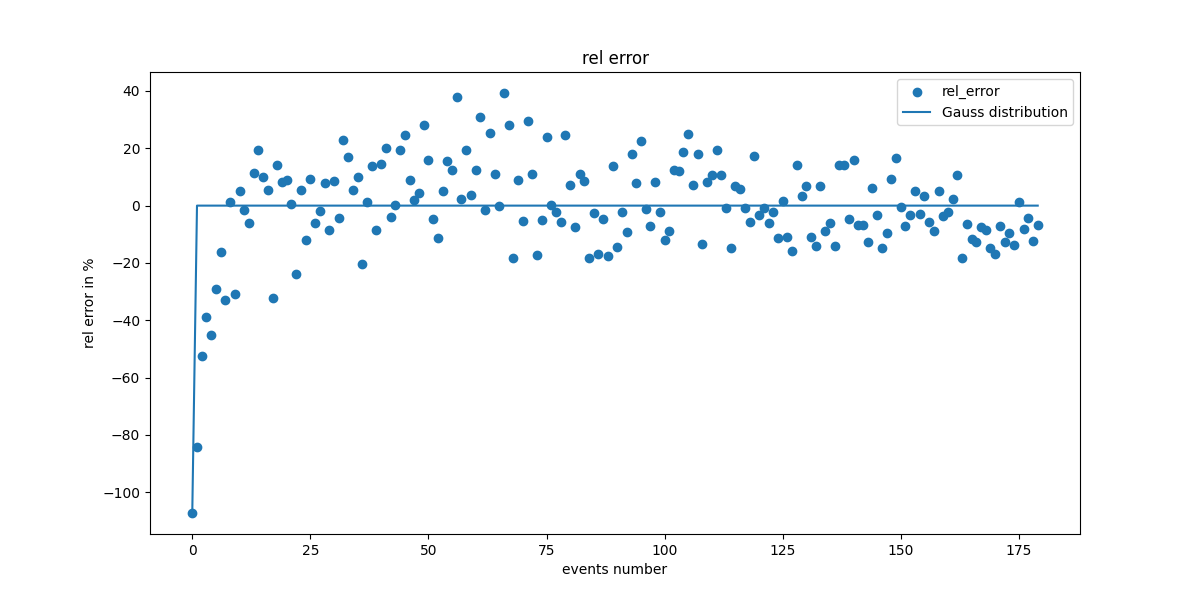 rel error
rel_error
Gauss distribution
40
20
0
−20
−40
−60
−80
−100
rel error in %
0 25 50 75 100 125 150 175
events number